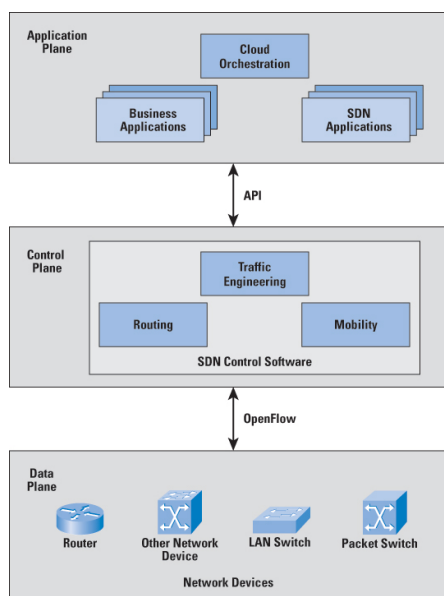 Application
Plane
Cloud
Orchestration
Business
Applications
SDN
Applications
API
Control
Plane
Traffic
Engineering
Routing
Mobility
SDN Control Software
OpenFlow
Data
Plane
Router
Other Network
Device
LAN Switch
Packet Switch
Network Devices